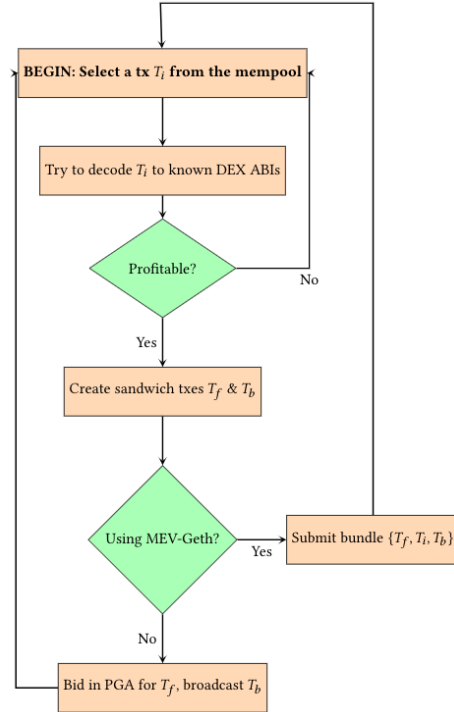 BEGIN: Select a tx T_i from the mempool
Try to decode T_i to known DEX ABIs
Profitable?
No
Yes
Create sandwich txes T_f & T_b
Using MEV-Geth?
Yes
Submit bundle {T_f, T_i, T_b}
No
Bid in PGA for T_f, broadcast T_b